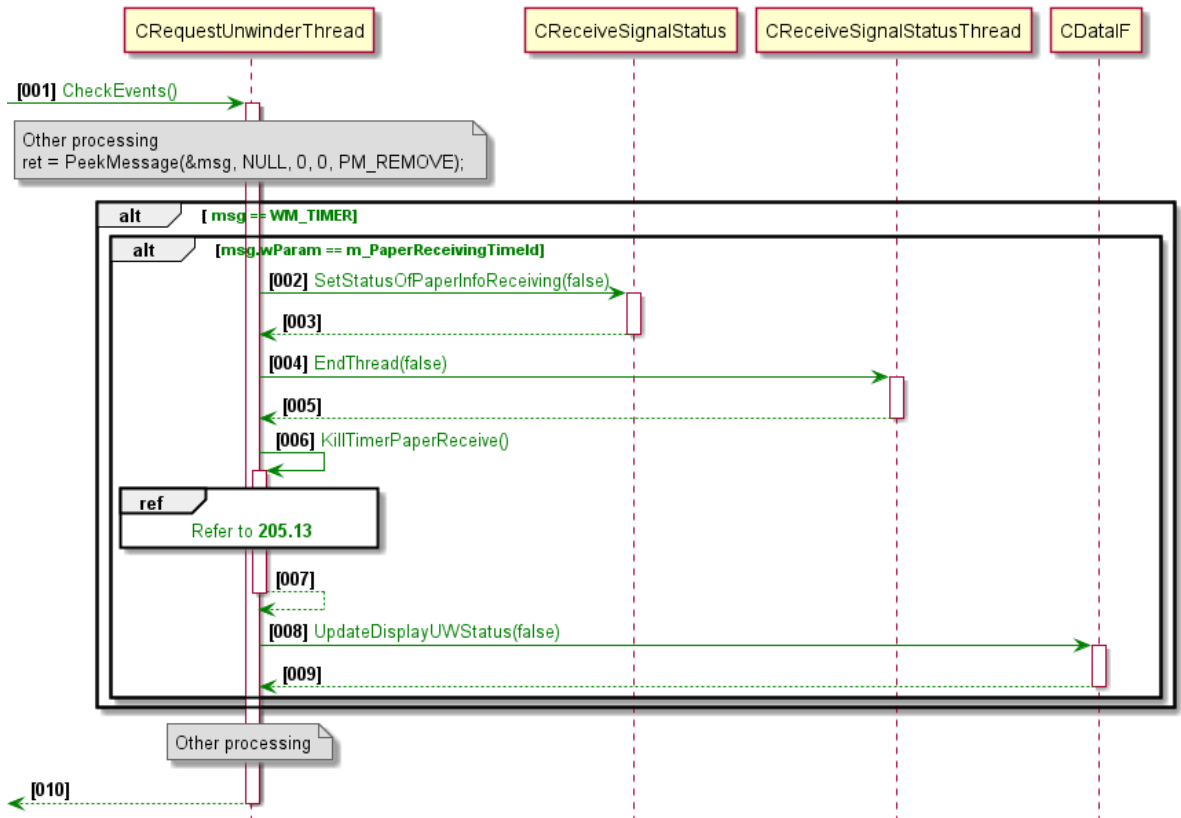 CRequestUnwinderThread
CReceiveSignalStatus
CReceiveSignalStatusThread
CDataIF
[001] CheckEvents()
Other processing
ret = PeekMessage(&msg, NULL, 0, 0, PM_REMOVE);
alt [ msg == WM_TIMER]
alt [msg.wParam == m_PaperReceivingTimeId]
[002] SetStatusOfPaperInfoReceiving(false)
[003]
[004] EndThread(false)
[005]
[006] KillTimerPaperReceive()
ref
Refer to 205.13
[007]
[008] UpdateDisplayUWStatus(false)
[009]
Other processing
[010]